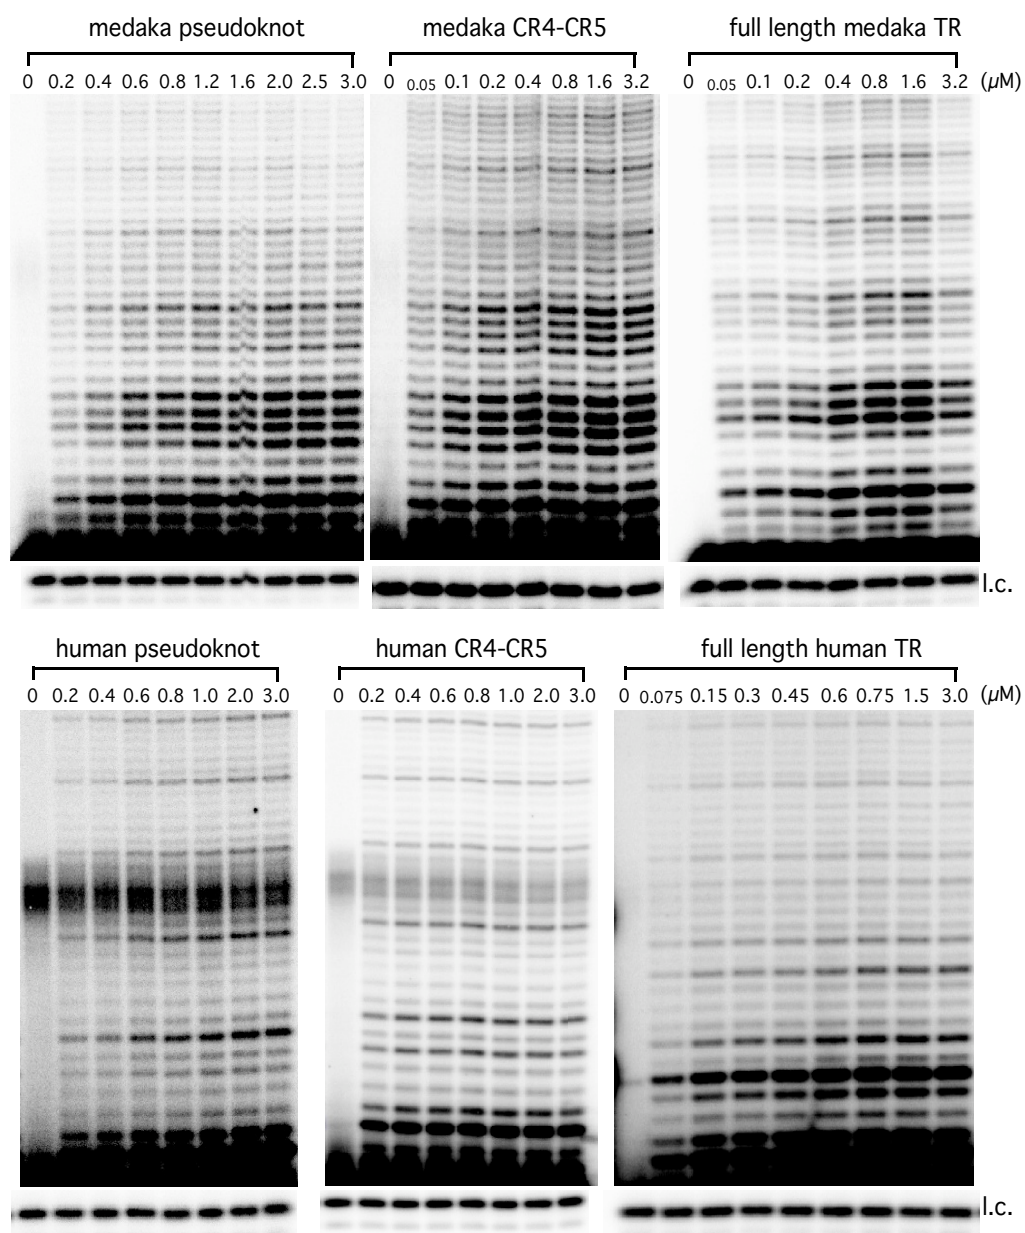 medaka pseudoknot medaka CR4-CR5 full length medaka TR
0 0.2 0.4 0.6 0.8 1.2 1.6 2.0 2.5 3.0 0 0.05 0.1 0.2 0.4 0.8 1.6 3.2 0 0.05 0.1 0.2 0.4 0.8 1.6 3.2 (µM)
l.c.
human pseudoknot human CR4-CR5 full length human TR
0 0.2 0.4 0.6 0.8 1.0 2.0 3.0 0 0.2 0.4 0.6 0.8 1.0 2.0 3.0 0 0.075 0.15 0.3 0.45 0.6 0.75 1.5 3.0 (µM)
l.c.